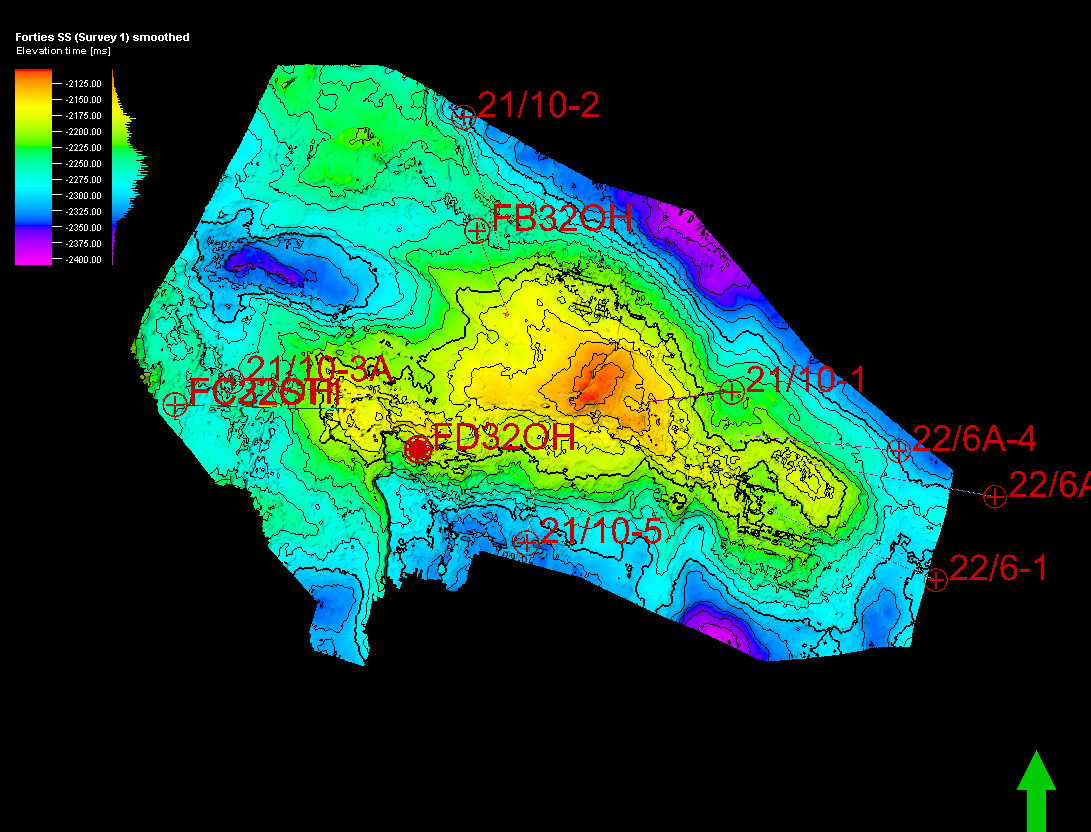 Forties SS (Survey 1) smoothed
Elevation time [ms]
-2125.00
-2150.00
-2175.00
-2200.00
-2225.00
-2250.00
-2275.00
-2300.00
-2325.00
-2350.00
-2375.00
-2400.00
21/10-2
FB32OH
21/10-3A
21/10-1
FD32OH
22/6A-4
22/6A
21/10-5
22/6-1